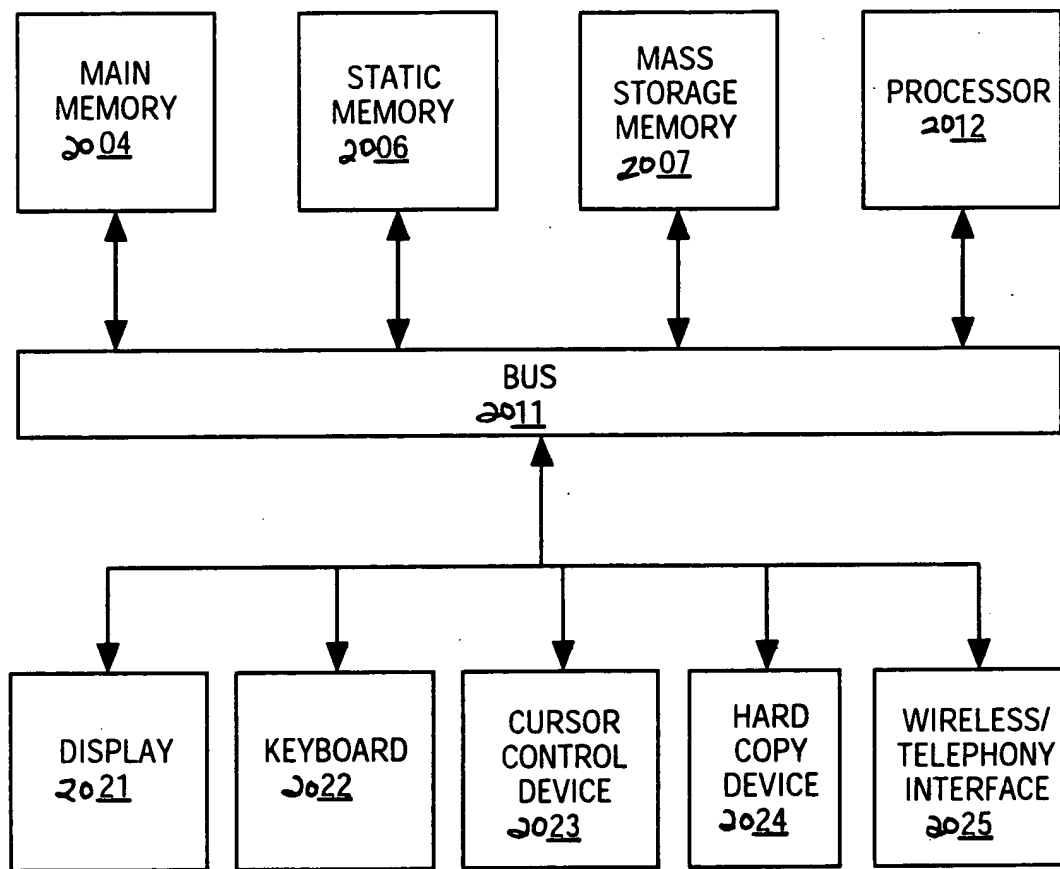 MAIN
MEMORY
2004
STATIC
MEMORY
2006
MASS
STORAGE
MEMORY
2007
PROCESSOR
2012
BUS
2011
DISPLAY
2021
KEYBOARD
2022
CURSOR
CONTROL
DEVICE
2023
HARD
COPY
DEVICE
2024
WIRELESS/
TELEPHONY
INTERFACE
2025